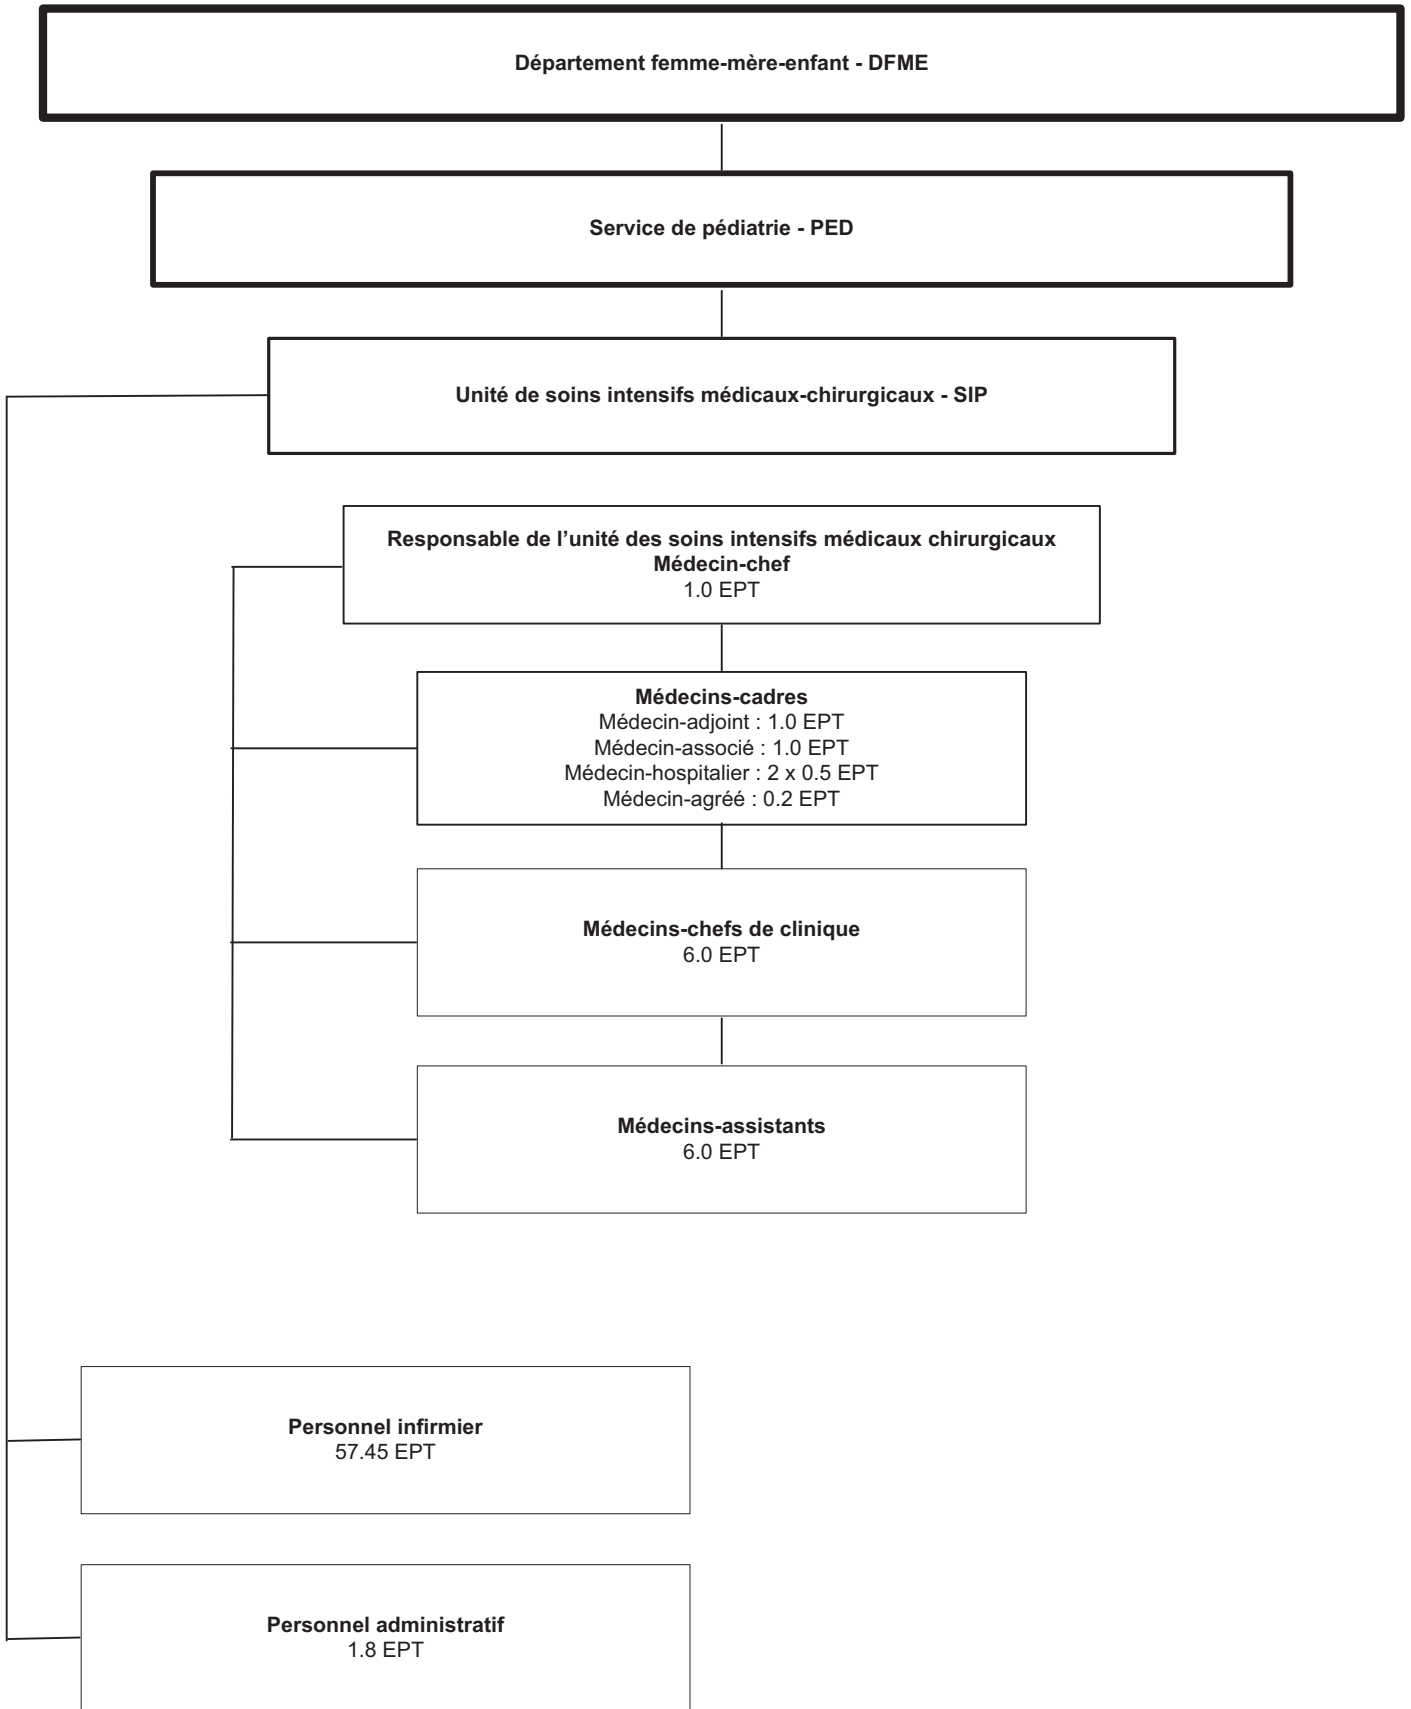 Département femme-mère-enfant - DFME
Service de pédiatrie - PED
Unité de soins intensifs médicaux-chirurgicaux - SIP
Responsable de l’unité des soins intensifs médicaux chirurgicaux
Médecin-chef
1.0 EPT
Médecins-cadres
Médecin-adjoint : 1.0 EPT
Médecin-associé : 1.0 EPT
Médecin-hospitalier : 2 x 0.5 EPT
Médecin-agréé : 0.2 EPT
Médecins-chefs de clinique
6.0 EPT
Médecins-assistants
6.0 EPT
Personnel infirmier
57.45 EPT
Personnel administratif
1.8 EPT